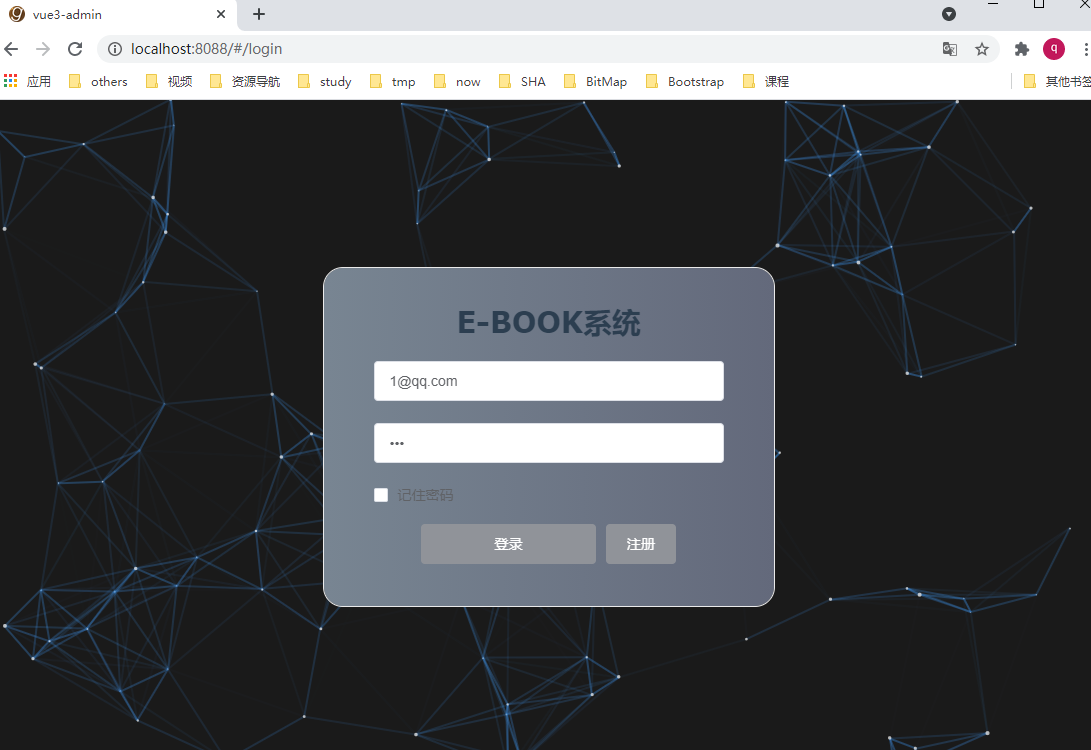 vue3-admin
localhost:8088/#/login
q
应用 others 视频 资源导航 study tmp now SHA BitMap Bootstrap 课程 其他书签
E-BOOK系统
1@qq.com
•••
记住密码
登录 注册